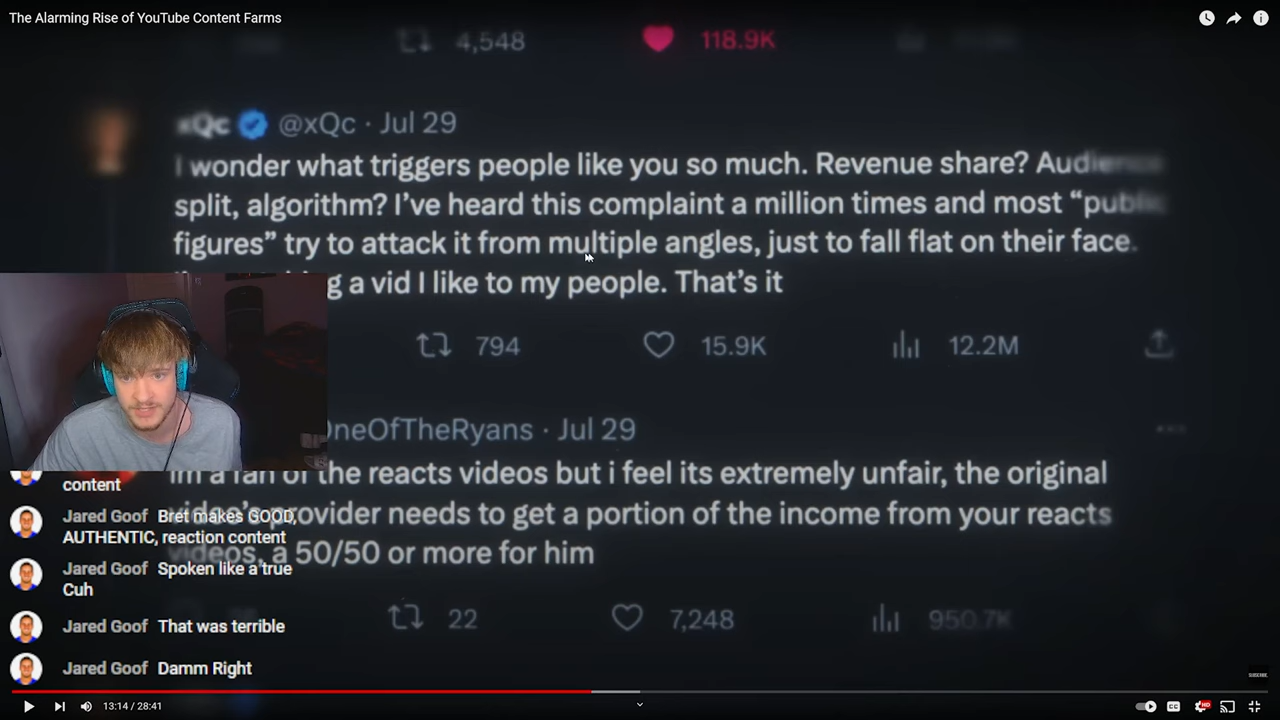 The Alarming Rise of YouTube Content Farms
4,548 118.9K
xQc @xQc · Jul 29
I wonder what triggers people like you so much. Revenue share? Audience
split, algorithm? I've heard this complaint a million times and most “public
figures” try to attack it from multiple angles, just to fall flat on their face.
g a vid I like to my people. That's it
794 15.9K 12.2M
OneOfTheRyans · Jul 29
Im a fan of the reacts videos but i feel its extremely unfair, the original
provider needs to get a portion of the income from your reacts
videos, a 50/50 or more for him
22 7,248 950.7K
content
Jared Goof Bret makes GOOD,
AUTHENTIC, reaction content
Jared Goof Spoken like a true
Cuh
Jared Goof That was terrible
Jared Goof Damm Right
SUBSCRIBE
13:14 / 28:41
CC HD